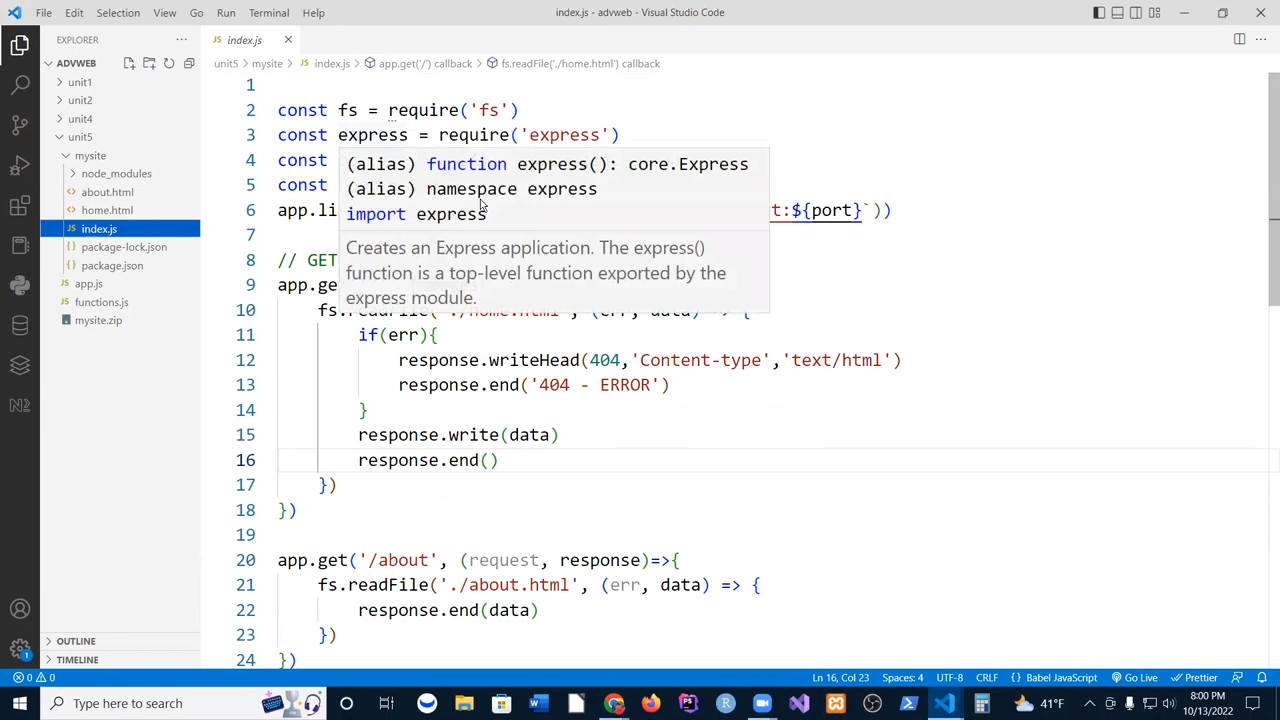 File Edit Selection View Go Run Terminal Help
index.js - advweb - Visual Studio Code
EXPLORER
ADVWEB
unit1
unit2
unit4
unit5
mysite
node_modules
about.html
home.html
index.js
package-lock.json
package.json
app.js
functions.js
mysite.zip
OUTLINE
TIMELINE
index.js
unit5 > mysite > index.js > app.get('/') callback > fs.readFile('./home.html') callback
1
2 const fs = require('fs')
3 const express = require('express')
4 const
5 const
6 app.li t:${port}`))
7
8 // GET
9 app.ge
10 fs.readFile('./home.html', (err, data) => {
11 if(err){
12 response.writeHead(404,'Content-type','text/html')
13 response.end('404 - ERROR')
14 }
15 response.write(data)
16 response.end()
17 })
18 })
19
20 app.get('/about', (request, response)=>{
21 fs.readFile('./about.html', (err, data) => {
22 response.end(data)
23 })
24 })
(alias) function express(): core.Express
(alias) namespace express
import express
Creates an Express application. The express()
function is a top-level function exported by the
express module.
0 0
Ln 16, Col 23 Spaces: 4 UTF-8 CRLF {} Babel JavaScript Go Live Prettier
Type here to search
41°F
8:00 PM
10/13/2022